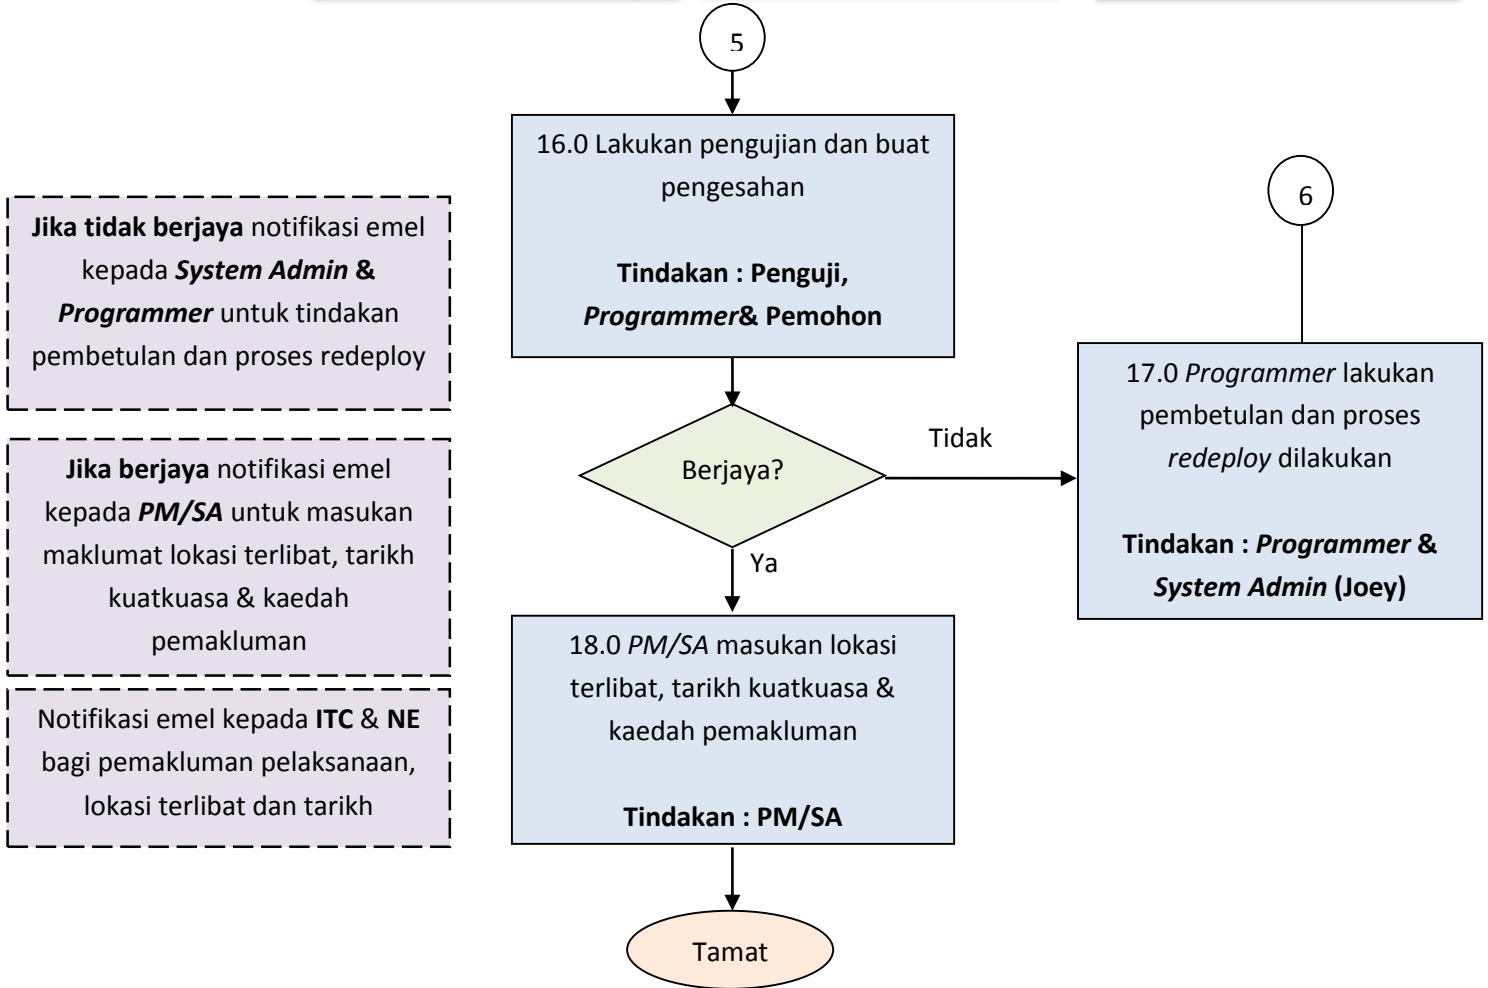 5
16.0 Lakukan pengujian dan buat
pengesahan
Tindakan : Penguji,
Programmer& Pemohon
6
Jika tidak berjaya notifikasi emel
kepada System Admin &
Programmer untuk tindakan
pembetulan dan proses redeploy
17.0 Programmer lakukan
pembetulan dan proses
redeploy dilakukan
Tindakan : Programmer &
System Admin (Joey)
Berjaya?
Tidak
Ya
Jika berjaya notifikasi emel
kepada PM/SA untuk masukan
maklumat lokasi terlibat, tarikh
kuatkuasa & kaedah
pemakluman
18.0 PM/SA masukan lokasi
terlibat, tarikh kuatkuasa &
kaedah pemakluman
Tindakan : PM/SA
Notifikasi emel kepada ITC & NE
bagi pemakluman pelaksanaan,
lokasi terlibat dan tarikh
Tamat